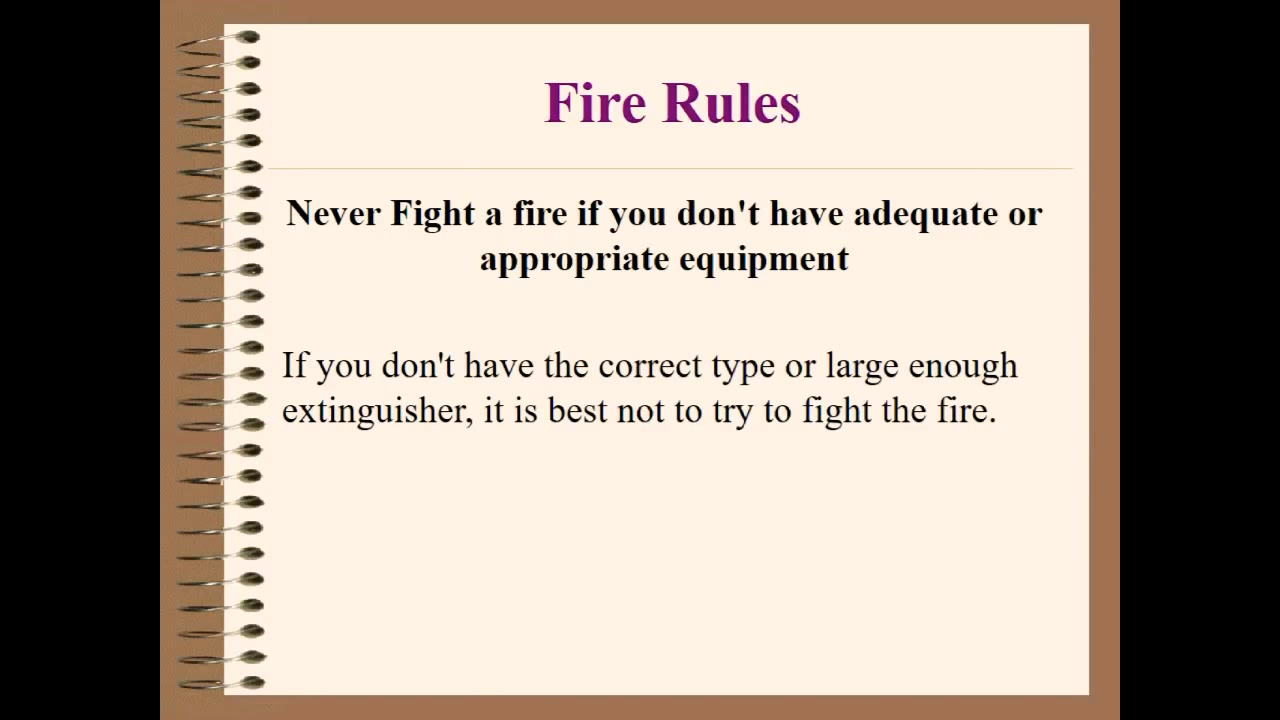 Fire Rules
Never Fight a fire if you don't have adequate or
appropriate equipment
If you don't have the correct type or large enough
extinguisher, it is best not to try to fight the fire.